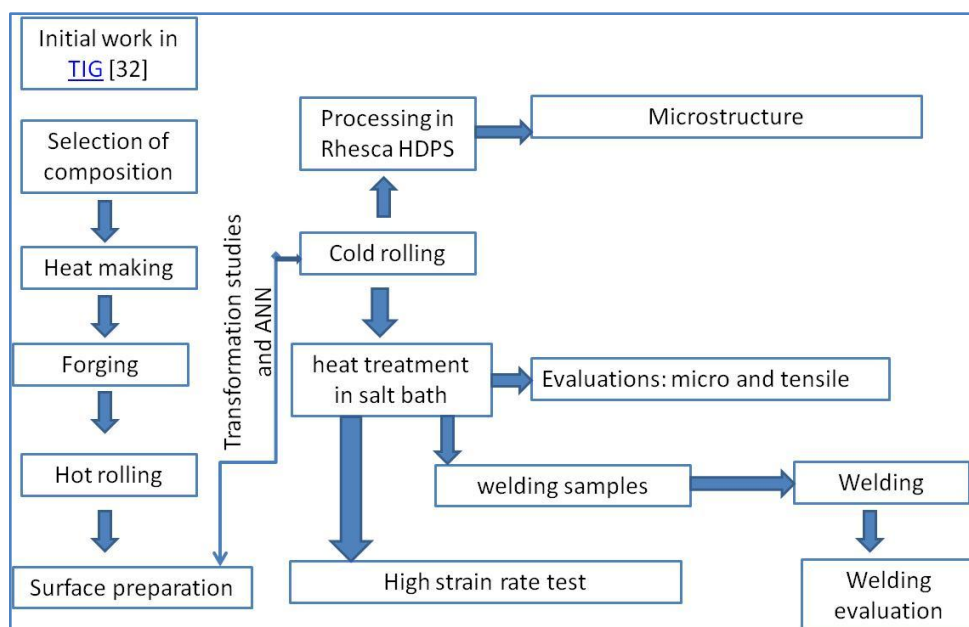 Initial work in
TIG [32]
Selection of
composition
Heat making
Forging
Hot rolling
Surface preparation
Transformation studies
and ANN
Processing in
Rhesca HDPS
Microstructure
Cold rolling
heat treatment
in salt bath
Evaluations: micro and tensile
welding samples
Welding
High strain rate test
Welding
evaluation